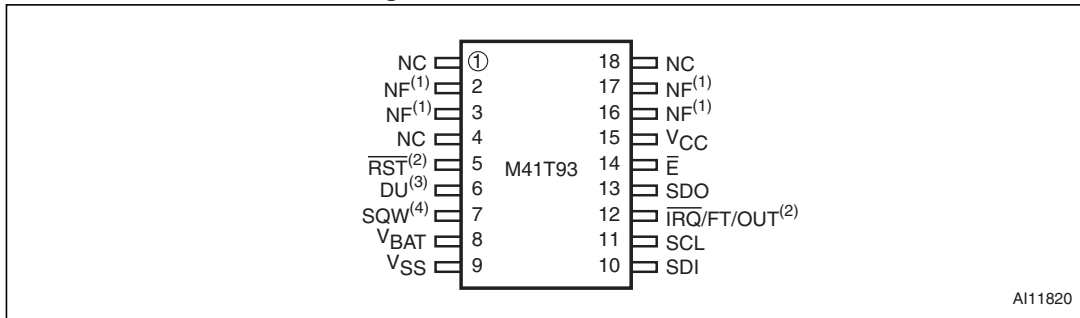 NC ① 18 NC
NF(1) 2 17 NF(1)
NF(1) 3 16 NF(1)
NC 4 15 VCC
R̅S̅T̅(2) 5 M41T93 14 E̅
DU(3) 6 13 SDO
SQW(4) 7 12 I̅R̅Q̅/FT/OUT(2)
VBAT 8 11 SCL
VSS 9 10 SDI
AI11820